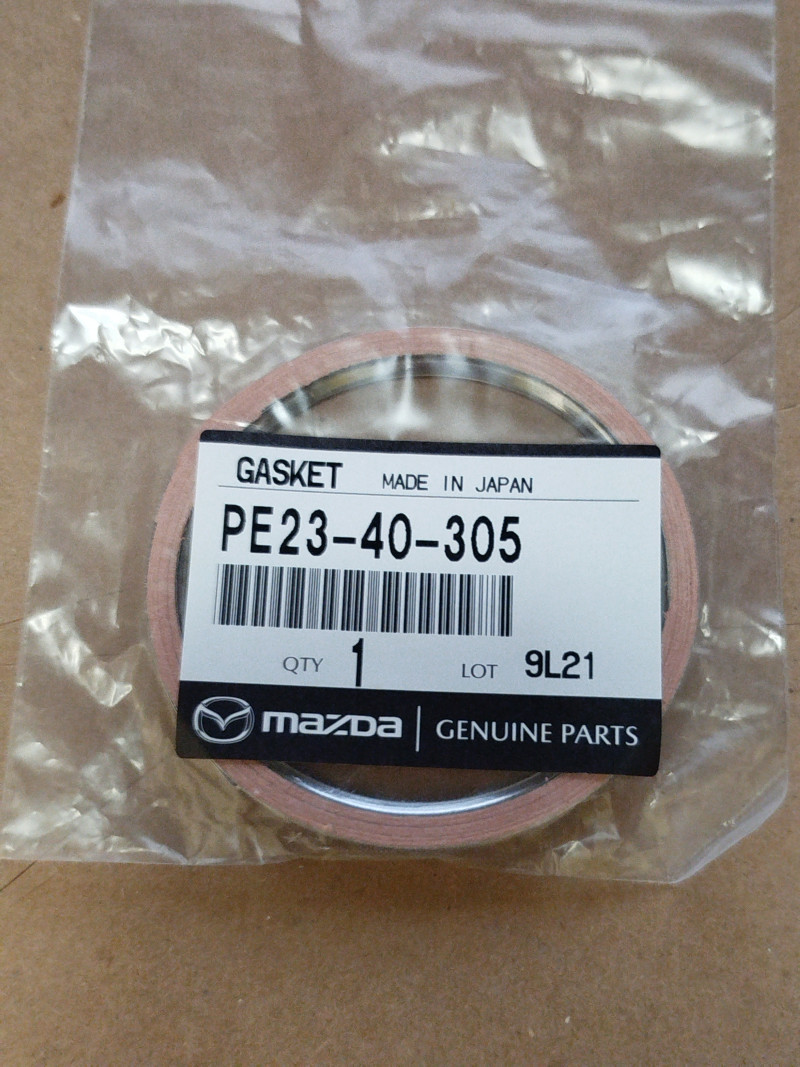 GASKET MADE IN JAPAN
PE23-40-305
QTY 1 LOT 9L21
mazda GENUINE PARTS